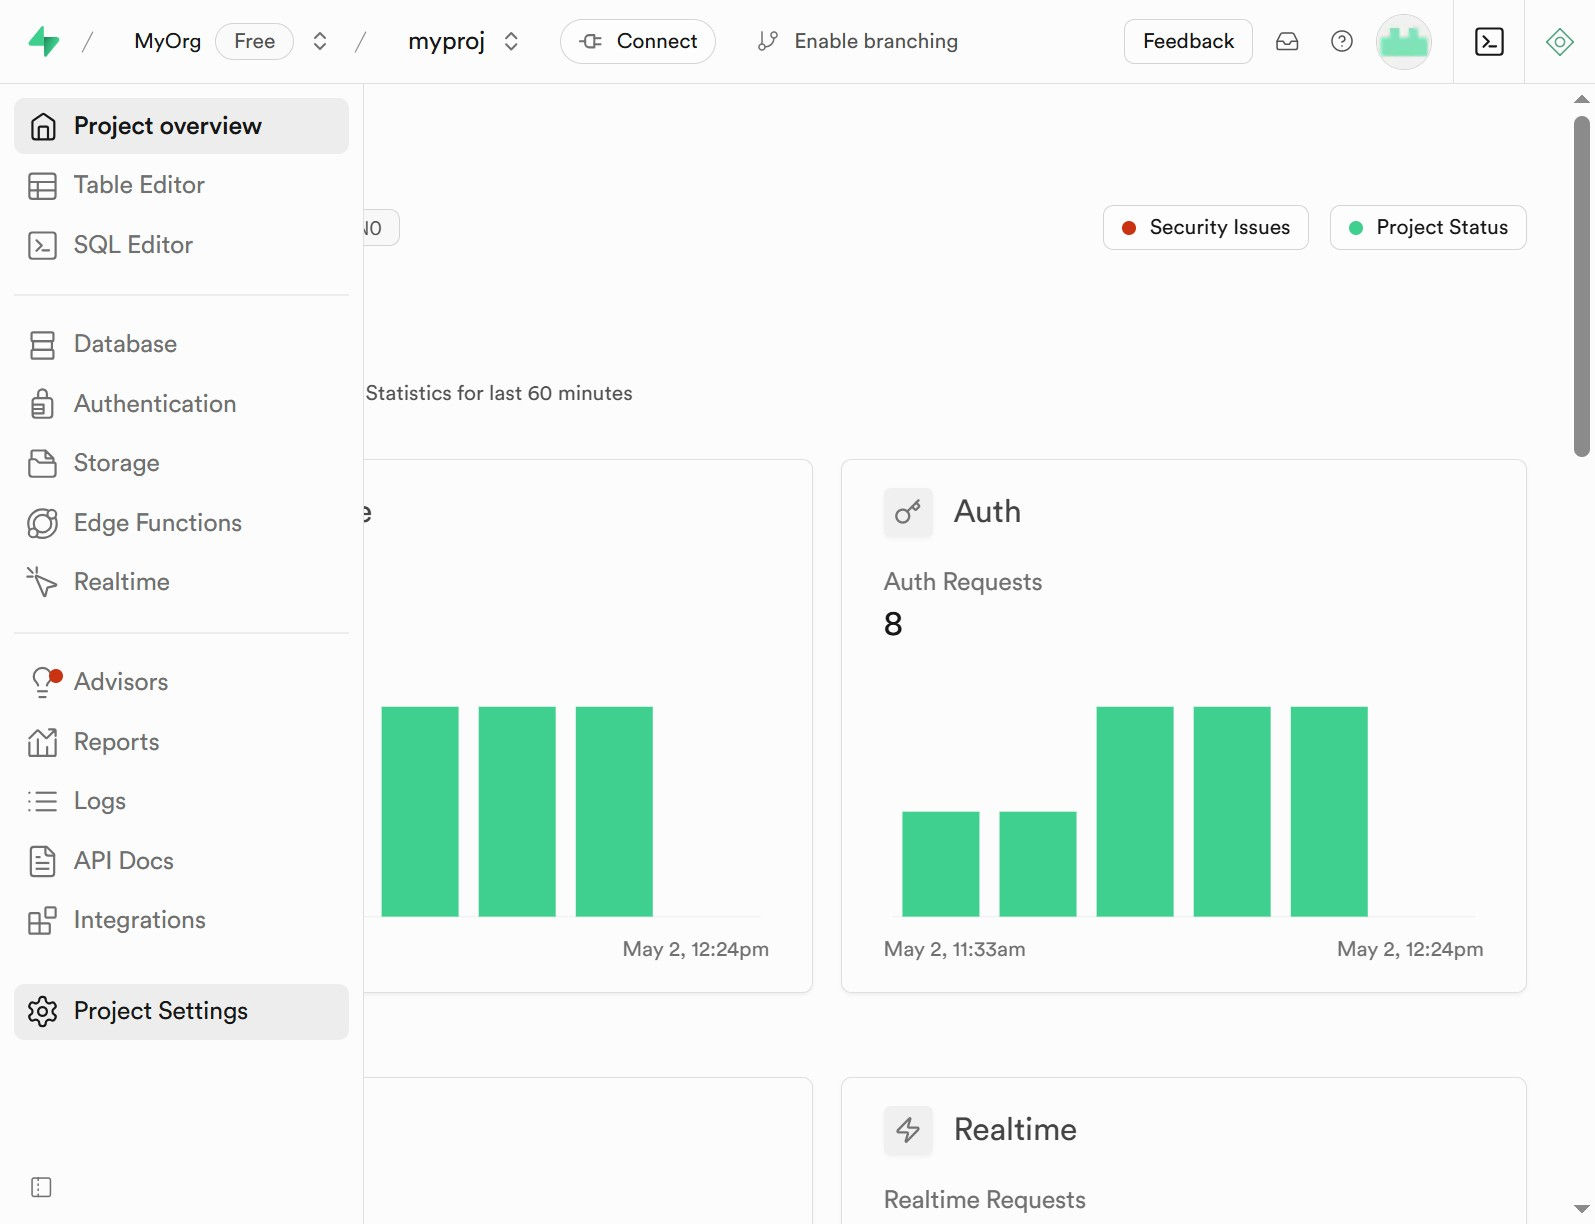 / MyOrg Free / myproj Connect Enable branching Feedback
Project overview
Table Editor
SQL Editor
Database
Authentication
Storage
Edge Functions
Realtime
Advisors
Reports
Logs
API Docs
Integrations
Project Settings
Security Issues Project Status
Statistics for last 60 minutes
May 2, 12:24pm
Auth
Auth Requests
8
May 2, 11:33am May 2, 12:24pm
Realtime
Realtime Requests